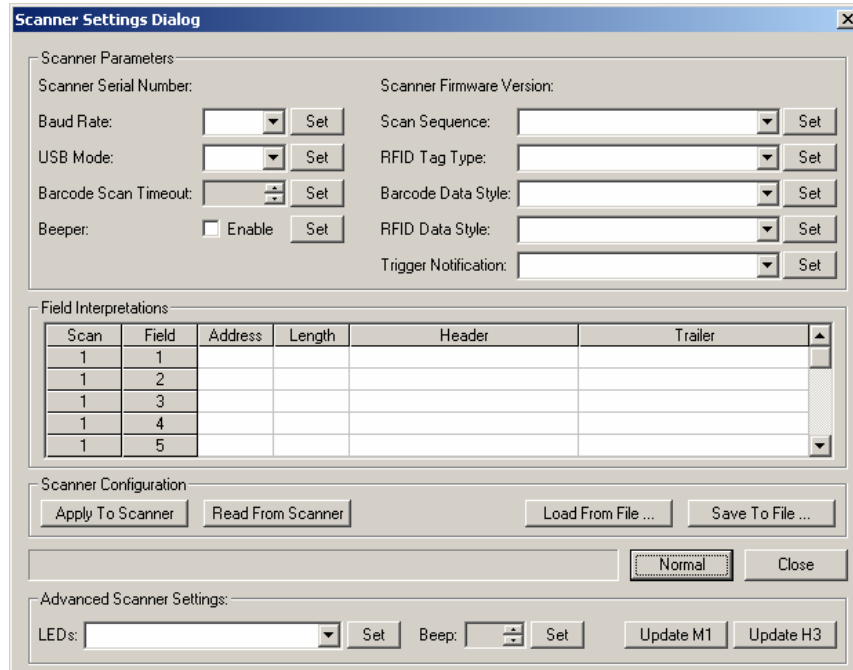 Scanner Settings Dialog
Scanner Parameters
Scanner Serial Number: Scanner Firmware Version:
Baud Rate: Set Scan Sequence: Set
USB Mode: Set RFID Tag Type: Set
Barcode Scan Timeout: Set Barcode Data Style: Set
Beeper: Enable Set RFID Data Style: Set
Trigger Notification: Set
Field Interpretations
Scan Field Address Length Header Trailer
1 1
1 2
1 3
1 4
1 5
Scanner Configuration
Apply To Scanner Read From Scanner Load From File ... Save To File ...
Normal Close
Advanced Scanner Settings:
LEDs: Set Beep: Set Update M1 Update H3